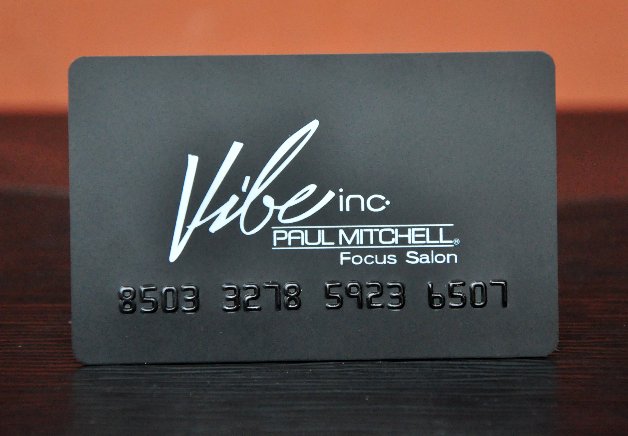 Vibe inc.
PAUL MITCHELL®
Focus Salon
8503 3278 5923 6507